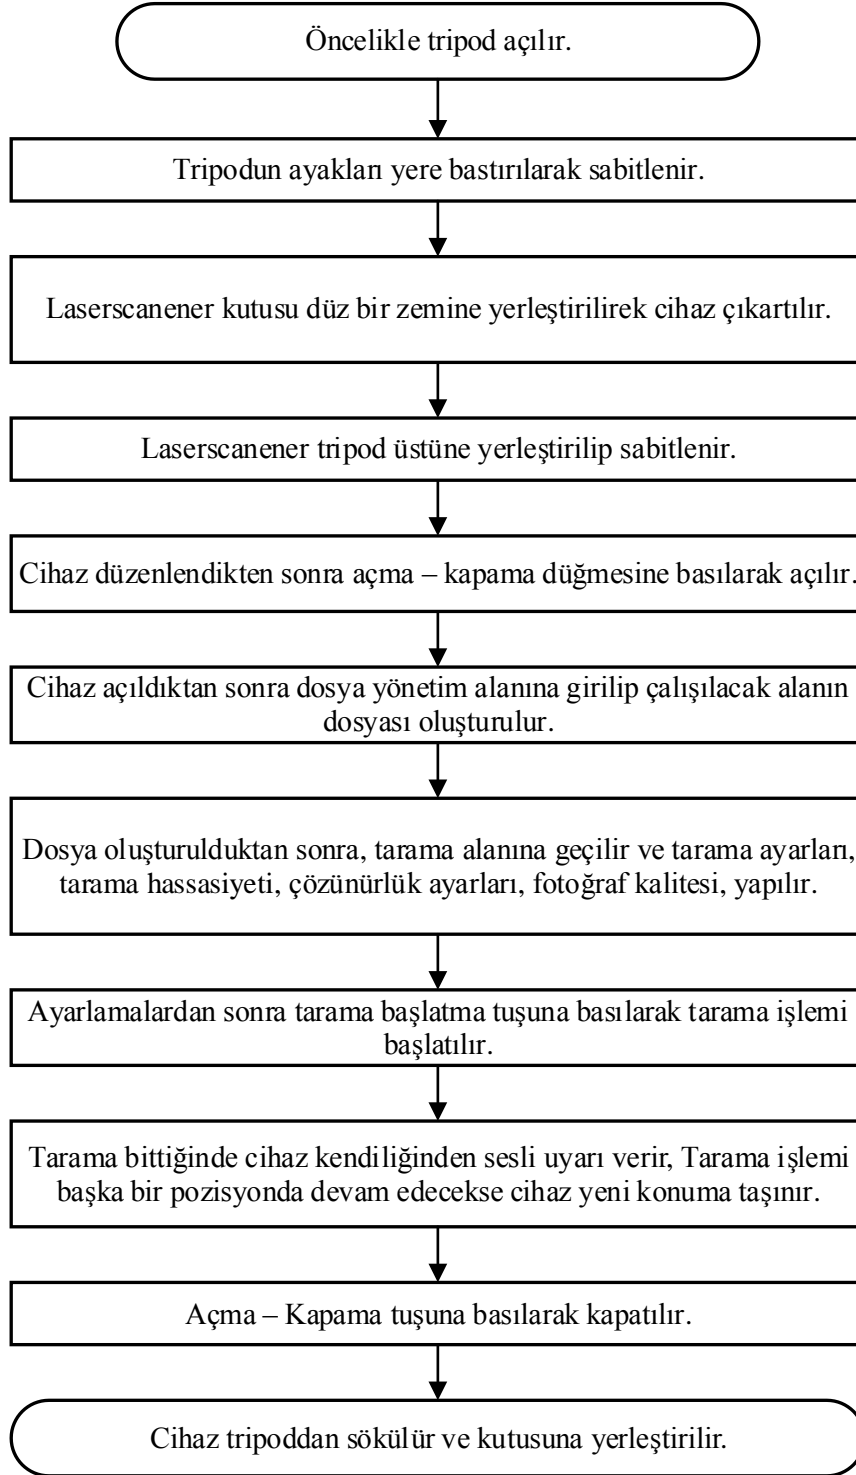 Öncelikle tripod açılır.
Tripodun ayakları yere bastırılarak sabitlenir.
Laserscanener kutusu düz bir zemine yerleştirilirek cihaz çıkartılır.
Laserscanener tripod üstüne yerleştirilip sabitlenir.
Cihaz düzenlendikten sonra açma – kapama düğmesine basılarak açılır.
Cihaz açıldıktan sonra dosya yönetim alanına girilip çalışılacak alanın
dosyası oluşturulur.
Dosya oluşturulduktan sonra, tarama alanına geçilir ve tarama ayarları,
tarama hassasiyeti, çözünürlük ayarları, fotoğraf kalitesi, yapılır.
Ayarlamalardan sonra tarama başlatma tuşuna basılarak tarama işlemi
başlatılır.
Tarama bittiğinde cihaz kendiliğinden sesli uyarı verir, Tarama işlemi
başka bir pozisyonda devam edecekse cihaz yeni konuma taşınır.
Açma – Kapama tuşuna basılarak kapatılır.
Cihaz tripoddan sökülür ve kutusuna yerleştirilir.